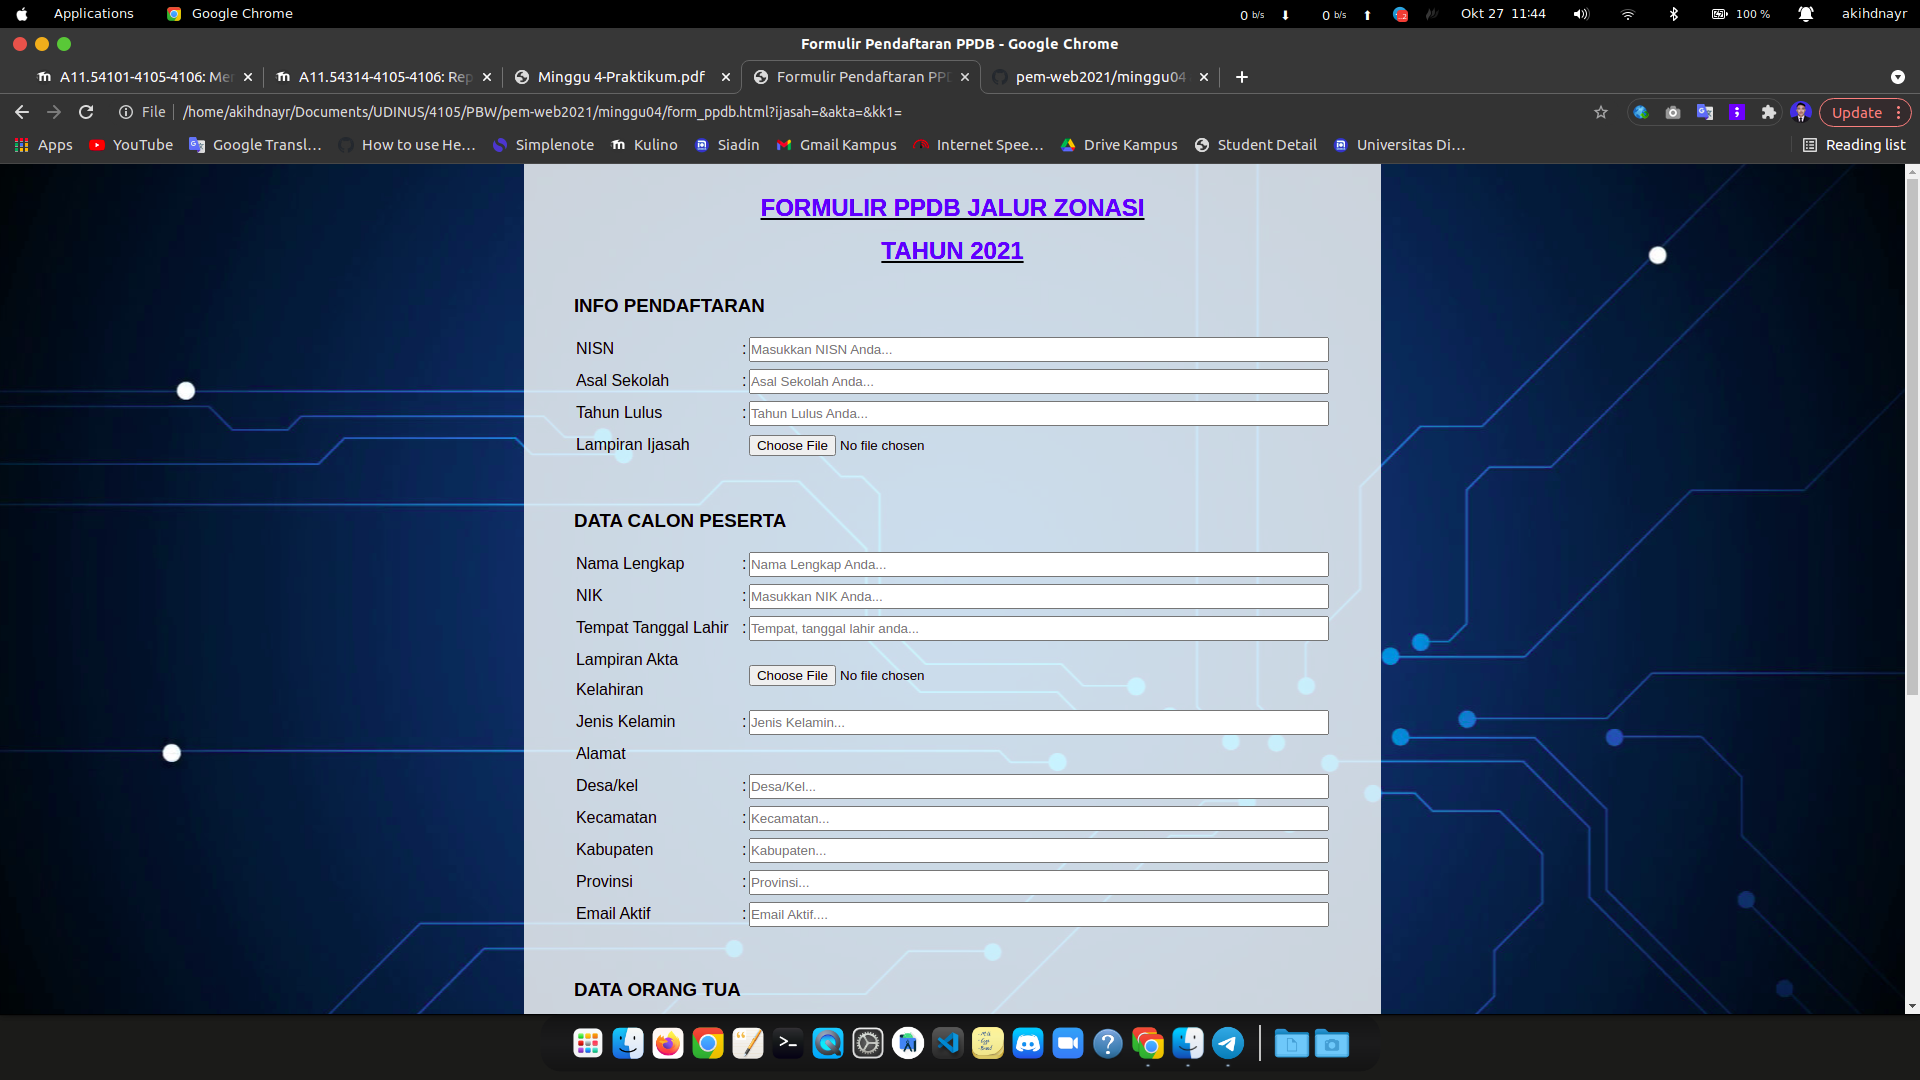 Applications Google Chrome 0 b/s 0 b/s Okt 27 11:44 100 % akihdnayr
Formulir Pendaftaran PPDB - Google Chrome
A11.54101-4105-4106: Me A11.54314-4105-4106: Rep Minggu 4-Praktikum.pdf Formulir Pendaftaran PP pem-web2021/minggu04
File /home/akihdnayr/Documents/UDINUS/4105/PBW/pem-web2021/minggu04/form_ppdb.html?ijasah=&akta=&kk1= Update
Apps YouTube Google Transl... How to use He... Simplenote Kulino Siadin Gmail Kampus Internet Spee... Drive Kampus Student Detail Universitas Di... Reading list
FORMULIR PPDB JALUR ZONASI
TAHUN 2021
INFO PENDAFTARAN
NISN : Masukkan NISN Anda...
Asal Sekolah : Asal Sekolah Anda...
Tahun Lulus : Tahun Lulus Anda...
Lampiran Ijasah Choose File No file chosen
DATA CALON PESERTA
Nama Lengkap : Nama Lengkap Anda...
NIK : Masukkan NIK Anda...
Tempat Tanggal Lahir : Tempat, tanggal lahir anda...
Lampiran Akta
Kelahiran Choose File No file chosen
Jenis Kelamin : Jenis Kelamin...
Alamat
Desa/kel : Desa/Kel...
Kecamatan : Kecamatan...
Kabupaten : Kabupaten...
Provinsi : Provinsi...
Email Aktif : Email Aktif....
DATA ORANG TUA